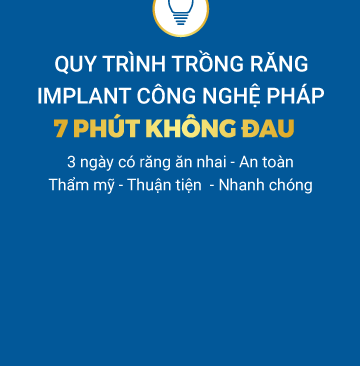 QUY TRÌNH TRỒNG RĂNG
IMPLANT CÔNG NGHỆ PHÁP
7 PHÚT KHÔNG ĐAU
3 ngày có răng ăn nhai - An toàn
Thẩm mỹ - Thuận tiện - Nhanh chóng